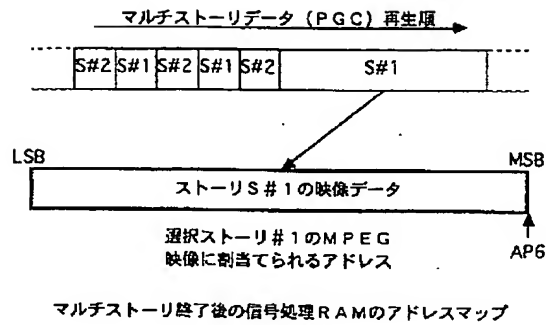 マルチストーリデータ (PGC) 再生順
S#2 S#1 S#2 S#1 S#2 S#1
LSB MSB
ストーリS#1の映像データ
選択ストーリ#1のMPEG
映像に割当てられるアドレス
AP6
マルチストーリ終了後の信号処理RAMのアドレスマップ